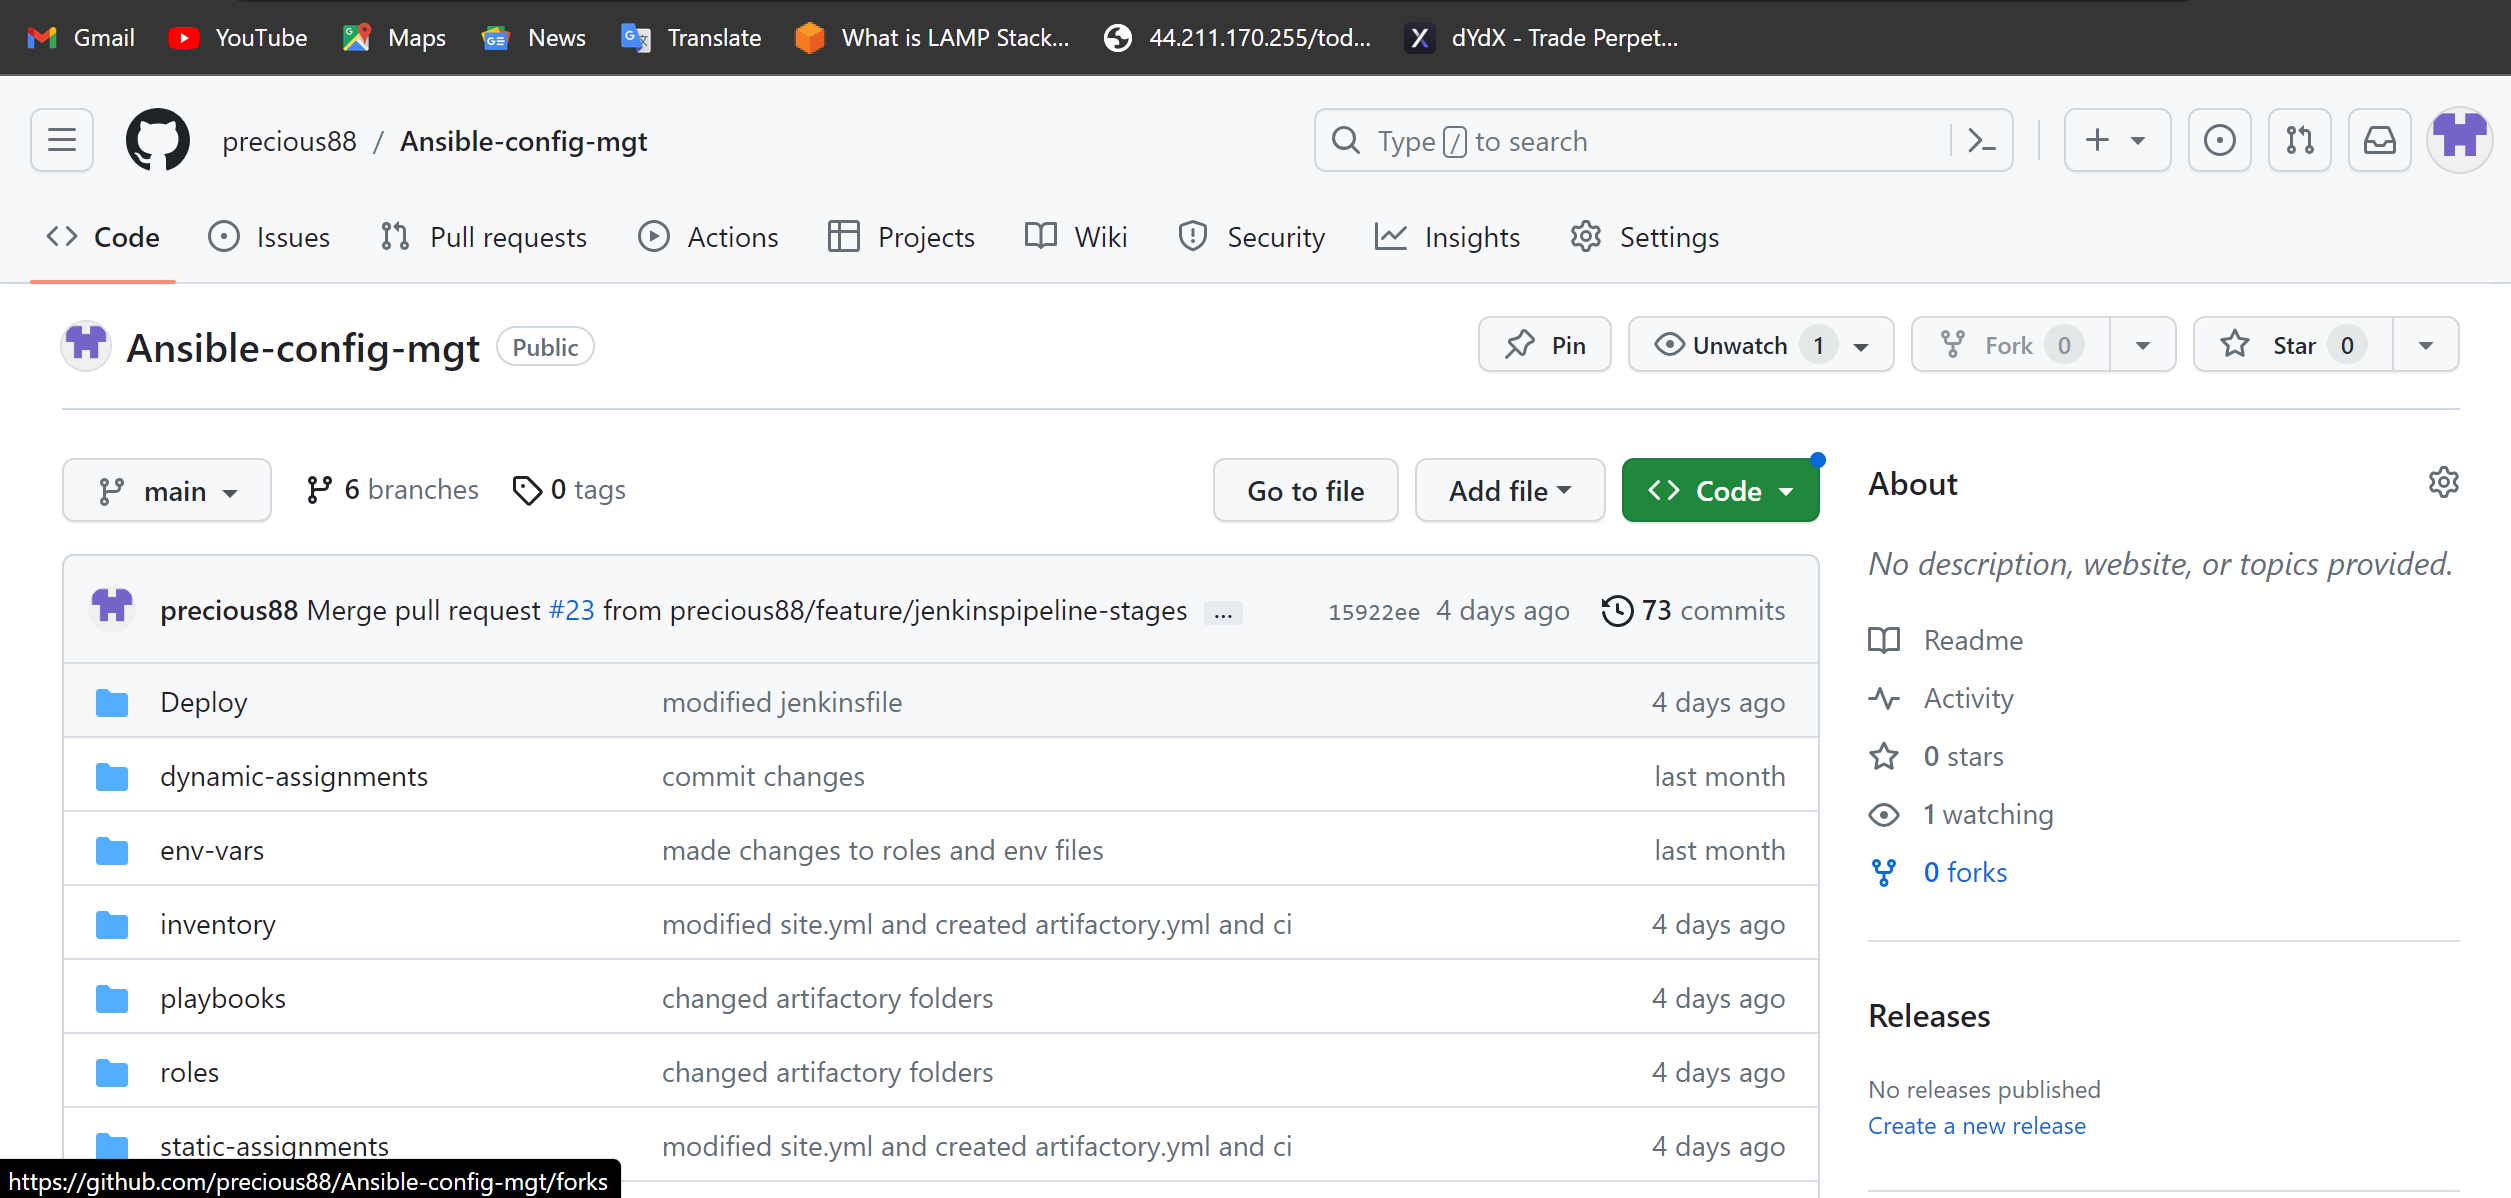 Gmail YouTube Maps News Translate What is LAMP Stack... 44.211.170.255/tod... dYdX - Trade Perpet...
precious88 / Ansible-config-mgt Type / to search
Code Issues Pull requests Actions Projects Wiki Security Insights Settings
Ansible-config-mgt Public Pin Unwatch 1 Fork 0 Star 0
main 6 branches 0 tags Go to file Add file Code
precious88 Merge pull request #23 from precious88/feature/jenkinspipeline-stages ... 15922ee 4 days ago 73 commits
Deploy modified jenkinsfile 4 days ago
dynamic-assignments commit changes last month
env-vars made changes to roles and env files last month
inventory modified site.yml and created artifactory.yml and ci 4 days ago
playbooks changed artifactory folders 4 days ago
roles changed artifactory folders 4 days ago
static-assignments modified site.yml and created artifactory.yml and ci 4 days ago
About
No description, website, or topics provided.
Readme
Activity
0 stars
1 watching
0 forks
Releases
No releases published
Create a new release
https://github.com/precious88/Ansible-config-mgt/forks